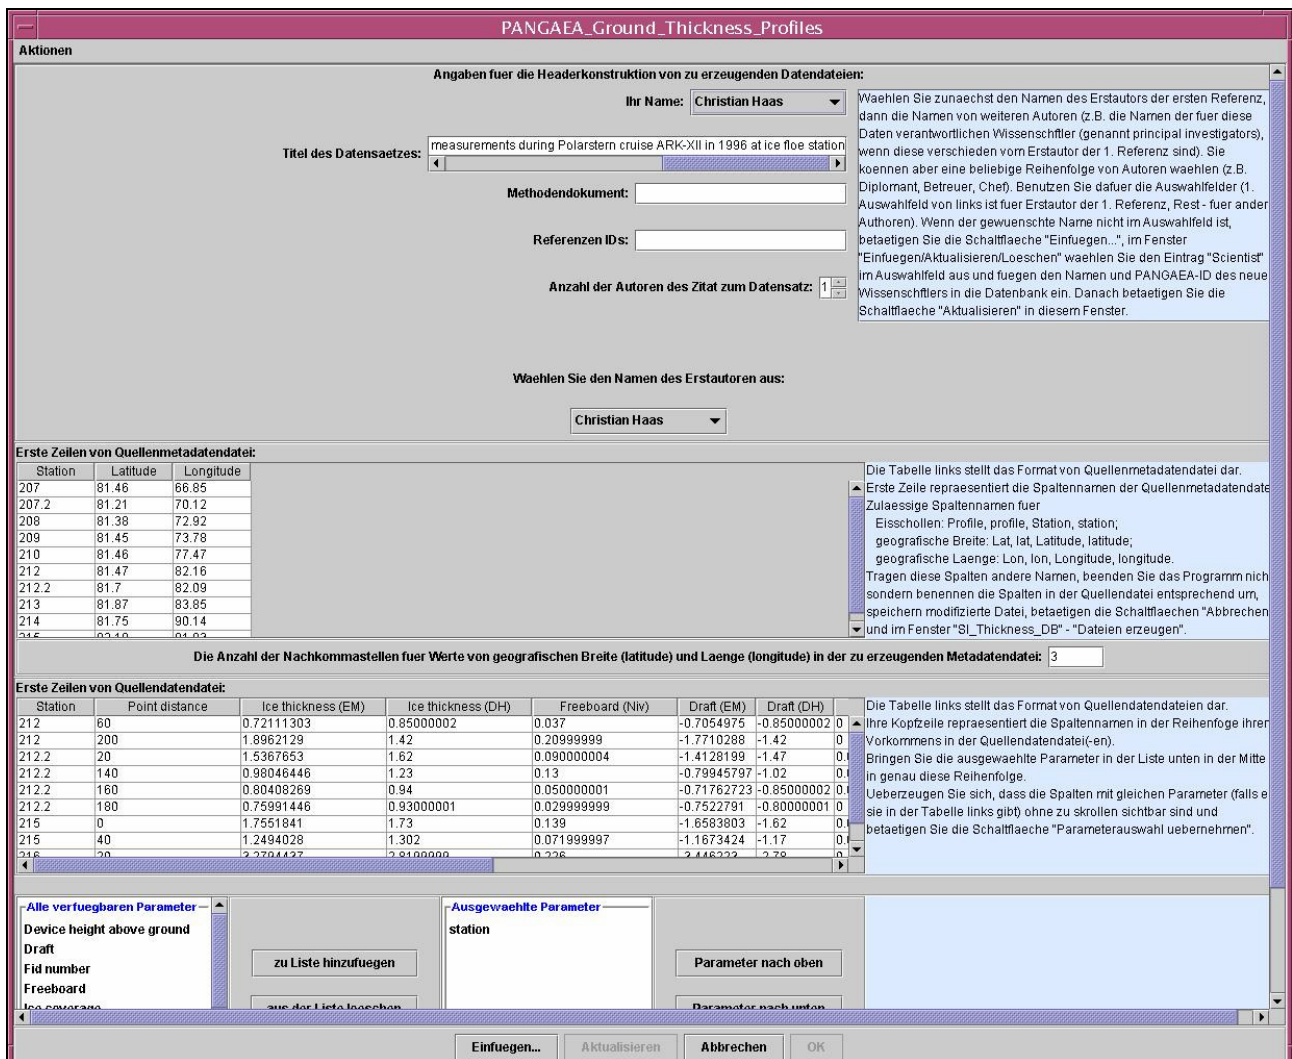 PANGAEA_Ground_Thickness_Profiles
Aktionen
Angaben fuer die Headerkonstruktion von zu erzeugenden Datendateien:
Ihr Name: Christian Haas
Titel des Datensaetzes: measurements during Polarstern cruise ARK-XII in 1996 at ice floe station
Methodendokument:
Referenzen IDs:
Anzahl der Autoren des Zitat zum Datensatz: 1
Waehlen Sie zunaechst den Namen des Erstautors der ersten Referenz,
dann die Namen von weiteren Autoren (z.B. die Namen der fuer diese
Daten verantwortlichen Wissenschftler (genannt principal investigators),
wenn diese verschieden vom Erstautor der 1. Referenz sind). Sie
koennen aber eine beliebige Reihenfolge von Autoren waehlen (z.B.
Diplomant, Betreuer, Chef). Benutzen Sie dafuer die Auswahlfelder (1.
Auswahlfeld von links ist fuer Erstautor der 1. Referenz, Rest - fuer ander
Authoren). Wenn der gewuenschte Name nicht im Auswahlfeld ist,
betaetigen Sie die Schaltflaeche "Einfuegen...", im Fenster
"Einfuegen/Aktualisieren/Loeschen" waehlen Sie den Eintrag "Scientist"
im Auswahlfeld aus und fuegen den Namen und PANGAEA-ID des neue
Wissenschftlers in die Datenbank ein. Danach betaetigen Sie die
Schaltflaeche "Aktualisieren" in diesem Fenster.
Waehlen Sie den Namen des Erstautoren aus:
Christian Haas
Erste Zeilen von Quellenmetadatendatei:
Station Latitude Longitude
207 81.46 66.85
207.2 81.21 70.12
208 81.38 72.92
209 81.45 73.78
210 81.46 77.47
212 81.47 82.16
212.2 81.7 82.09
213 81.87 83.85
214 81.75 90.14
Die Tabelle links stellt das Format von Quellenmetadatendatei dar.
Erste Zeile repraesentiert die Spaltennamen der Quellenmetadatendate
Zulaessige Spaltennamen fuer
Eisschollen: Profile, profile, Station, station;
geografische Breite: Lat, lat, Latitude, latitude;
geografische Laenge: Lon, lon, Longitude, longitude.
Tragen diese Spalten andere Namen, beenden Sie das Programm nich
sondern benennen die Spalten in der Quellendatei entsprechend um,
speichern modifizierte Datei, betaetigen die Schaltflaechen "Abbrechen
und im Fenster "SI_Thickness_DB" - "Dateien erzeugen".
Die Anzahl der Nachkommastellen fuer Werte von geografischen Breite (latitude) und Laenge (longitude) in der zu erzeugenden Metadatendatei: 3
Erste Zeilen von Quellendatendatei:
Station Point distance Ice thickness (EM) Ice thickness (DH) Freeboard (Niv) Draft (EM) Draft (DH)
212 60 0.72111303 0.85000002 0.037 -0.7054975 -0.85000002 0
212 200 1.8962129 1.42 0.20999999 -1.7710288 -1.42 0
212.2 20 1.5367653 1.62 0.090000004 -1.4128199 -1.47 0.
212.2 140 0.98046446 1.23 0.13 -0.79945797 -1.02 0
212.2 160 0.80408269 0.94 0.050000001 -0.71762723 -0.85000002 0.
212.2 180 0.75991446 0.93000001 0.029999999 -0.7522791 -0.80000001 0
215 0 1.7551841 1.73 0.139 -1.6583803 -1.62 0.
215 40 1.2494028 1.302 0.071999997 -1.1673424 -1.17 0.
Die Tabelle links stellt das Format von Quellendatendateien dar.
Ihre Kopfzeile repraesentiert die Spaltennamen in der Reihenfoge ihrer
Vorkommens in der Quellendatendatei(-en).
Bringen Sie die ausgewaehlte Parameter in der Liste unten in der Mitte
in genau diese Reihenfolge.
Ueberzeugen Sie sich, dass die Spalten mit gleichen Parameter (falls e
sie in der Tabelle links gibt) ohne zu skrollen sichtbar sind und
betaetigen Sie die Schaltflaeche "Parameterauswahl uebernehmen".
Alle verfuegbaren Parameter
Device height above ground
Draft
Fid number
Freeboard
Ice coverage
zu Liste hinzufuegen
aus der Liste loeschen
Ausgewaehlte Parameter
station
Parameter nach oben
Parameter nach unten
Einfuegen... Aktualisieren Abbrechen OK